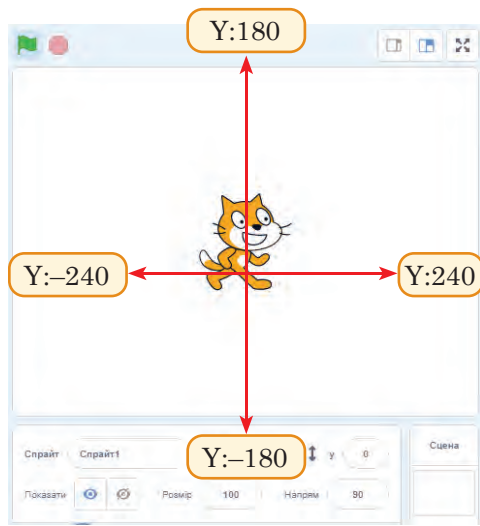 Y:180
Y:–240
Y:240
Y:–180
Спрайт Спрайт1 y 0
Сцена
Показати Розмір 100 Напрям 90